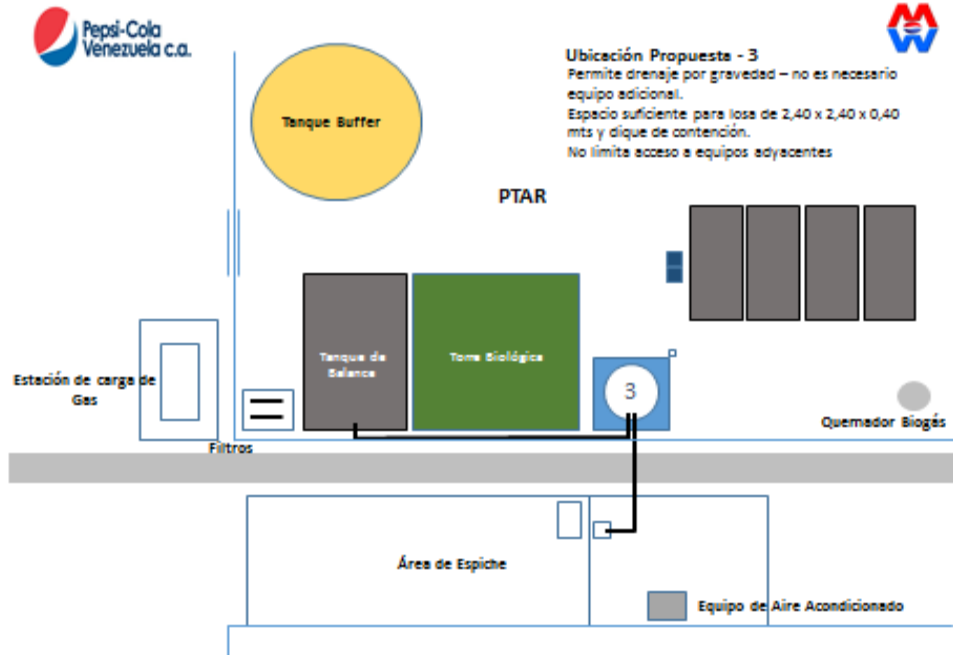 Pepsi-Cola
Venezuela c.a.
Ubicación Propuesta - 3
Permite drenaje por gravedad – no es necesario
equipo adicional.
Espacio suficiente para losa de 2,40 x 2,40 x 0,40
mts y dique de contención.
No limita acceso a equipos adyacentes
Tanque Buffer
PTAR
Tanque de
Balance
Torre Biológica
3
Estación de carga de
Gas
Quemador Biogás
Filtros
Área de Espiche
Equipo de Aire Acondicionado